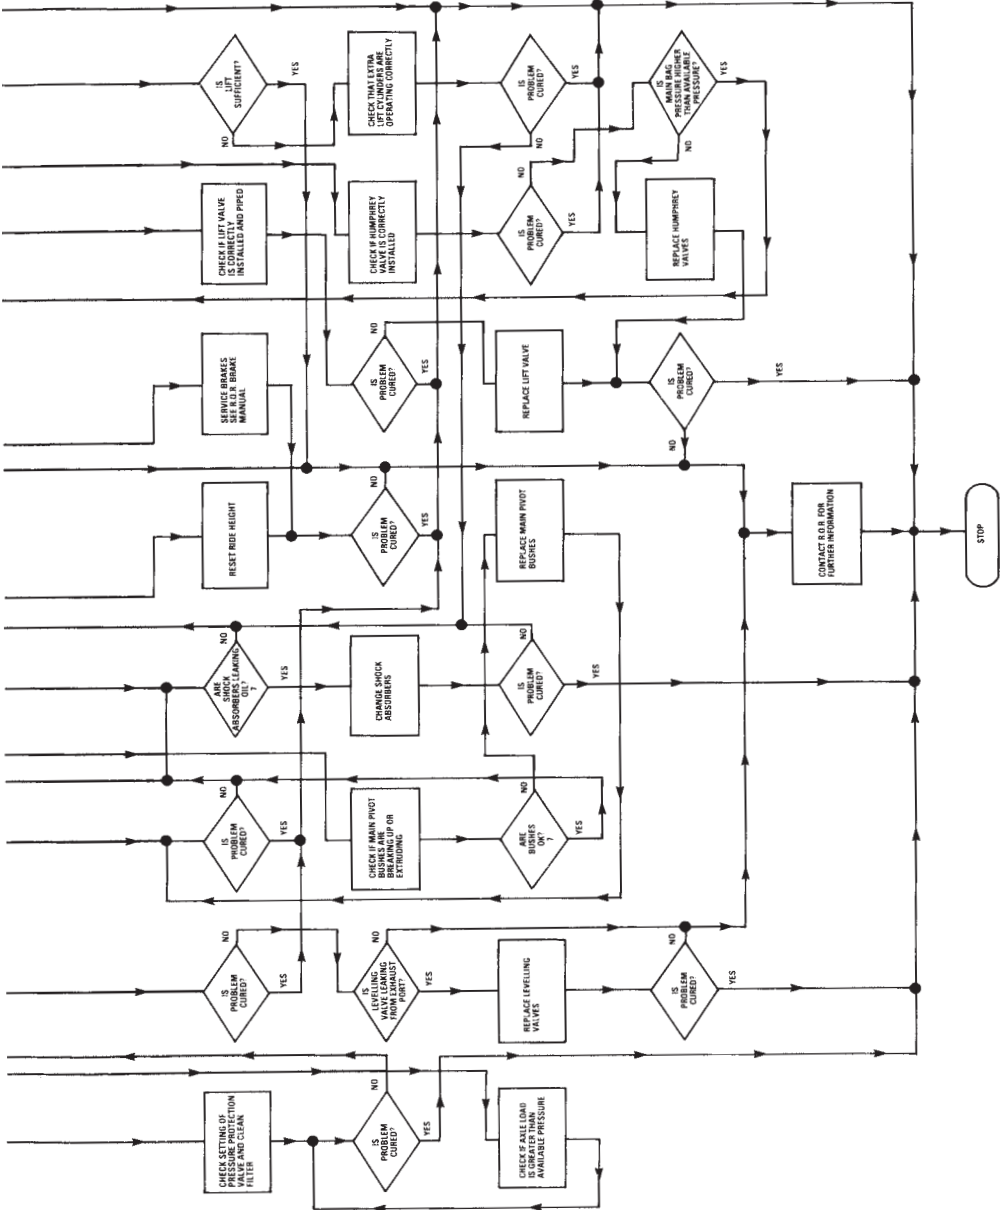 CHECK SETTING OF
PRESSURE PROTECTION
VALVE AND CLEAN
FILTER
IS
PROBLEM
CURED?
NO
YES
IS
PROBLEM
CURED?
NO
YES
ARE
SHOCK
ABSORBERS LEAKING
OIL?
?
NO
YES
RESET RIDE HEIGHT
SERVICE BRAKES
SEE R.O.R BRAKE
MANUAL
CHECK IF LIFT VALVE
IS CORRECTLY
INSTALLED AND PIPED
IS
LIFT
SUFFICIENT?
NO
YES
IS
PROBLEM
CURED?
NO
YES
IS
LEVELLING
VALVE LEAKING
FROM EXHAUST
PORT?
NO
YES
CHECK IF MAIN PIVOT
BUSHES ARE
BREAKING UP OR
EXTRUDING
CHANGE SHOCK
ABSORBERS
IS
PROBLEM
CURED?
NO
YES
IS
PROBLEM
CURED?
NO
YES
CHECK IF HUMPHREY
VALVE IS CORRECTLY
INSTALLED
CHECK THAT EXTRA
LIFT CYLINDERS ARE
OPERATING CORRECTLY
CHECK IF AXLE LOAD
IS GREATER THAN
AVAILABLE PRESSURE
REPLACE LEVELLING
VALVES
ARE
BUSHES
OK?
?
NO
YES
IS
PROBLEM
CURED?
NO
YES
REPLACE MAIN PIVOT
BUSHES
REPLACE LIFT VALVE
IS
PROBLEM
CURED?
NO
YES
IS
PROBLEM
CURED?
NO
YES
IS
PROBLEM
CURED?
NO
YES
IS
PROBLEM
CURED?
NO
YES
REPLACE HUMPHREY
VALVES
IS
MAIN BAG
PRESSURE HIGHER
THAN AVAILABLE
PRESSURE?
NO
YES
CONTACT R.O.R. FOR
FURTHER INFORMATION
STOP